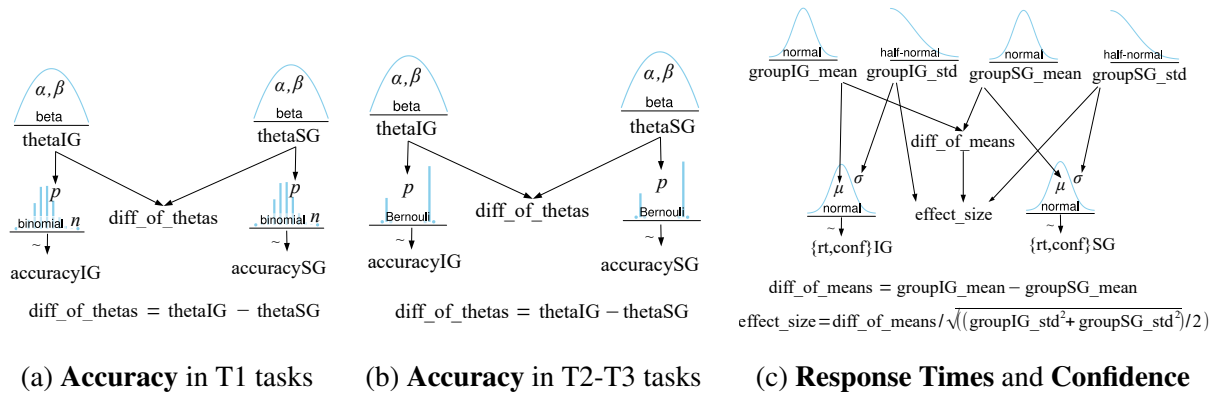 α, β
beta
thetaIG
α, β
beta
thetaSG
p
binomial n
diff_of_thetas
p
binomial n
~
accuracyIG
~
accuracySG
diff_of_thetas = thetaIG − thetaSG
(a) Accuracy in T1 tasks
α, β
beta
thetaIG
α, β
beta
thetaSG
p
Bernouli
diff_of_thetas
p
Bernouli
~
accuracyIG
~
accuracySG
diff_of_thetas = thetaIG − thetaSG
(b) Accuracy in T2-T3 tasks
normal half-normal normal half-normal
groupIG_mean groupIG_std groupSG_mean groupSG_std
diff_of_means
μ σ
normal
effect_size
μ σ
normal
~
{rt,conf}IG
~
{rt,conf}SG
diff_of_means = groupIG_mean − groupSG_mean
effect_size = diff_of_means/√((groupIG_std²+ groupSG_std²)/2)
(c) Response Times and Confidence